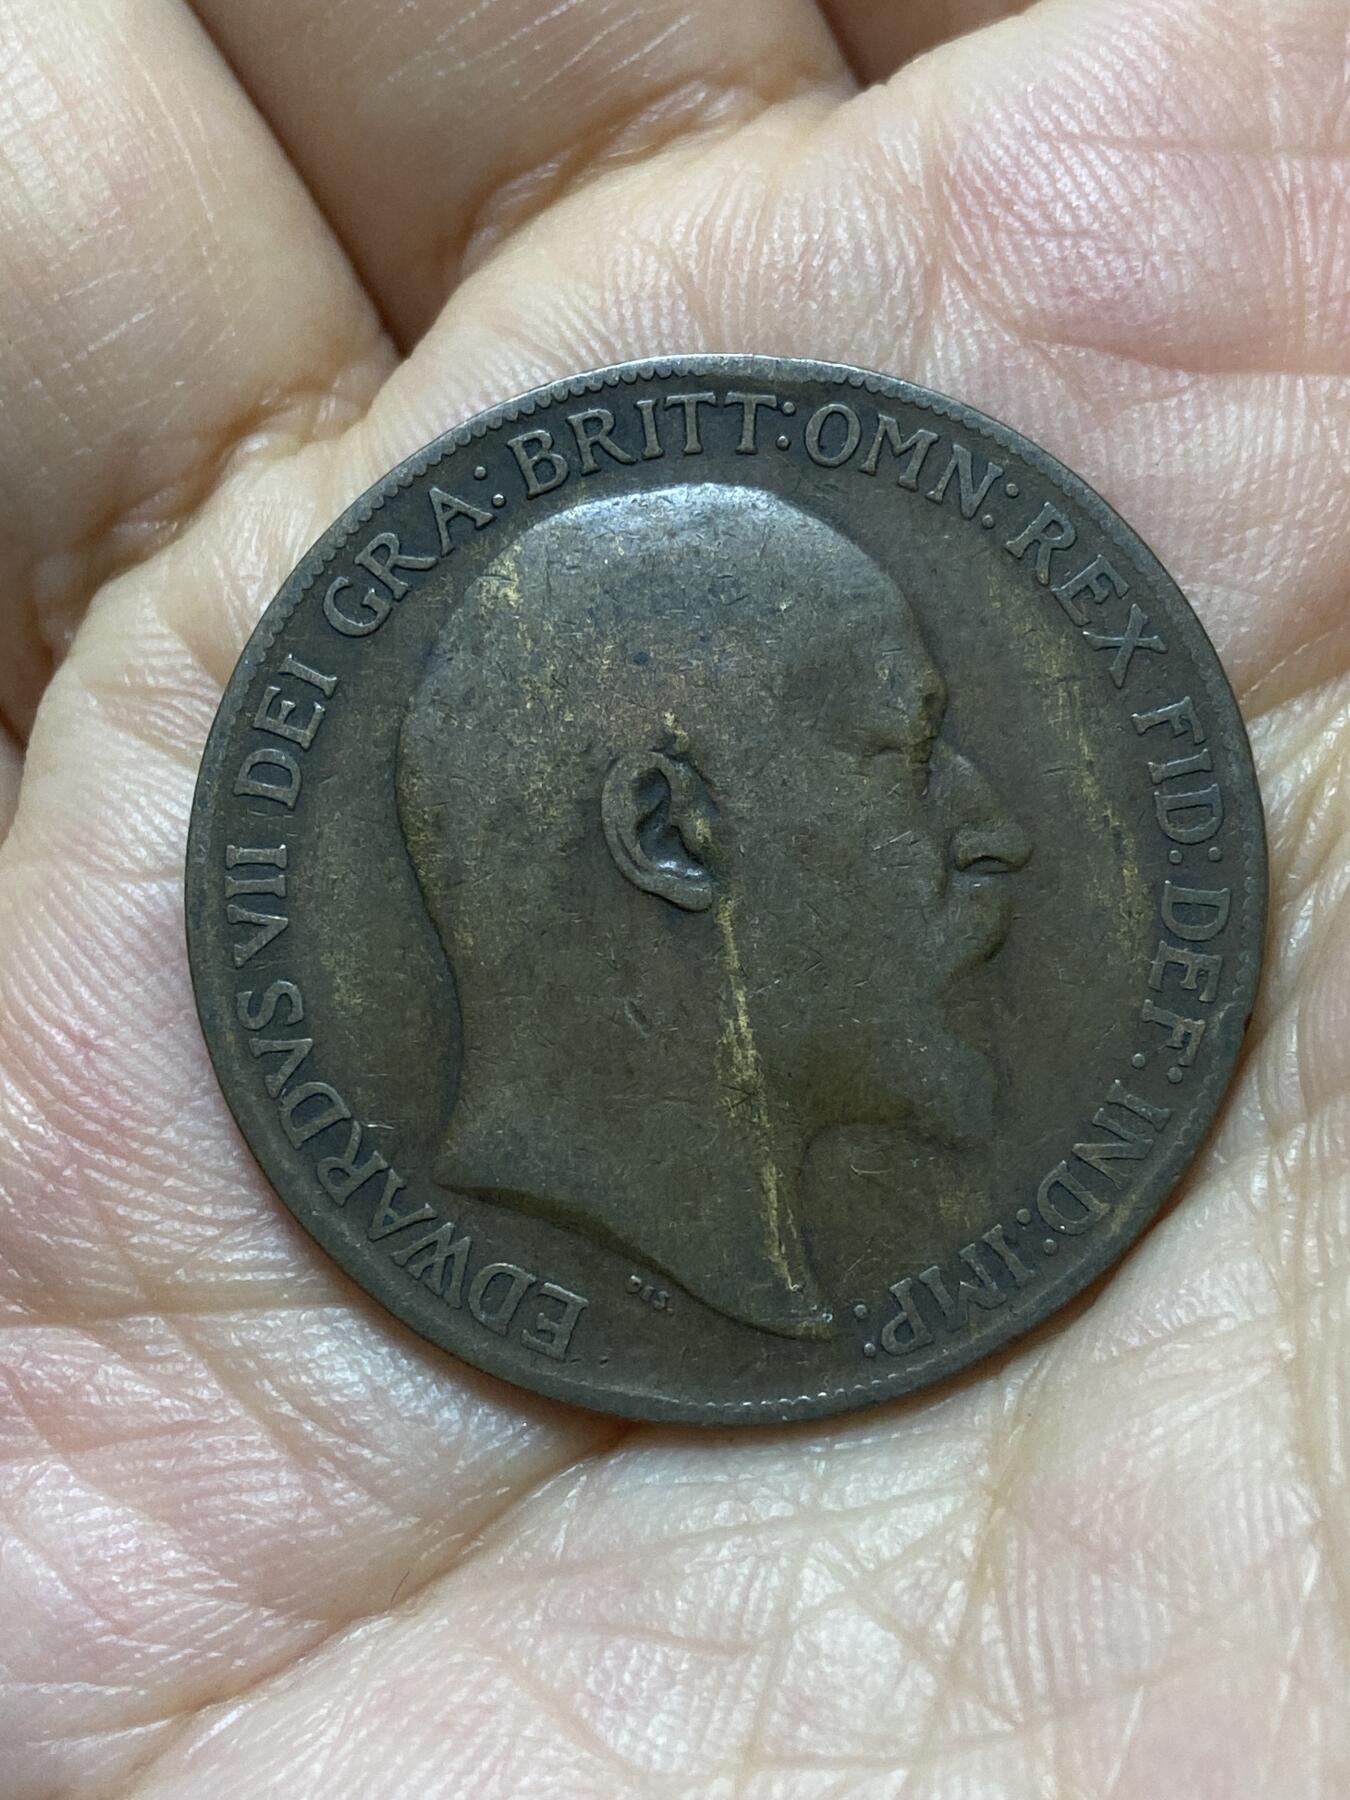 EDWARDVS VII DEI GRA: BRITT: OMN: REX FID: DEF: IND: IMP:
DES.